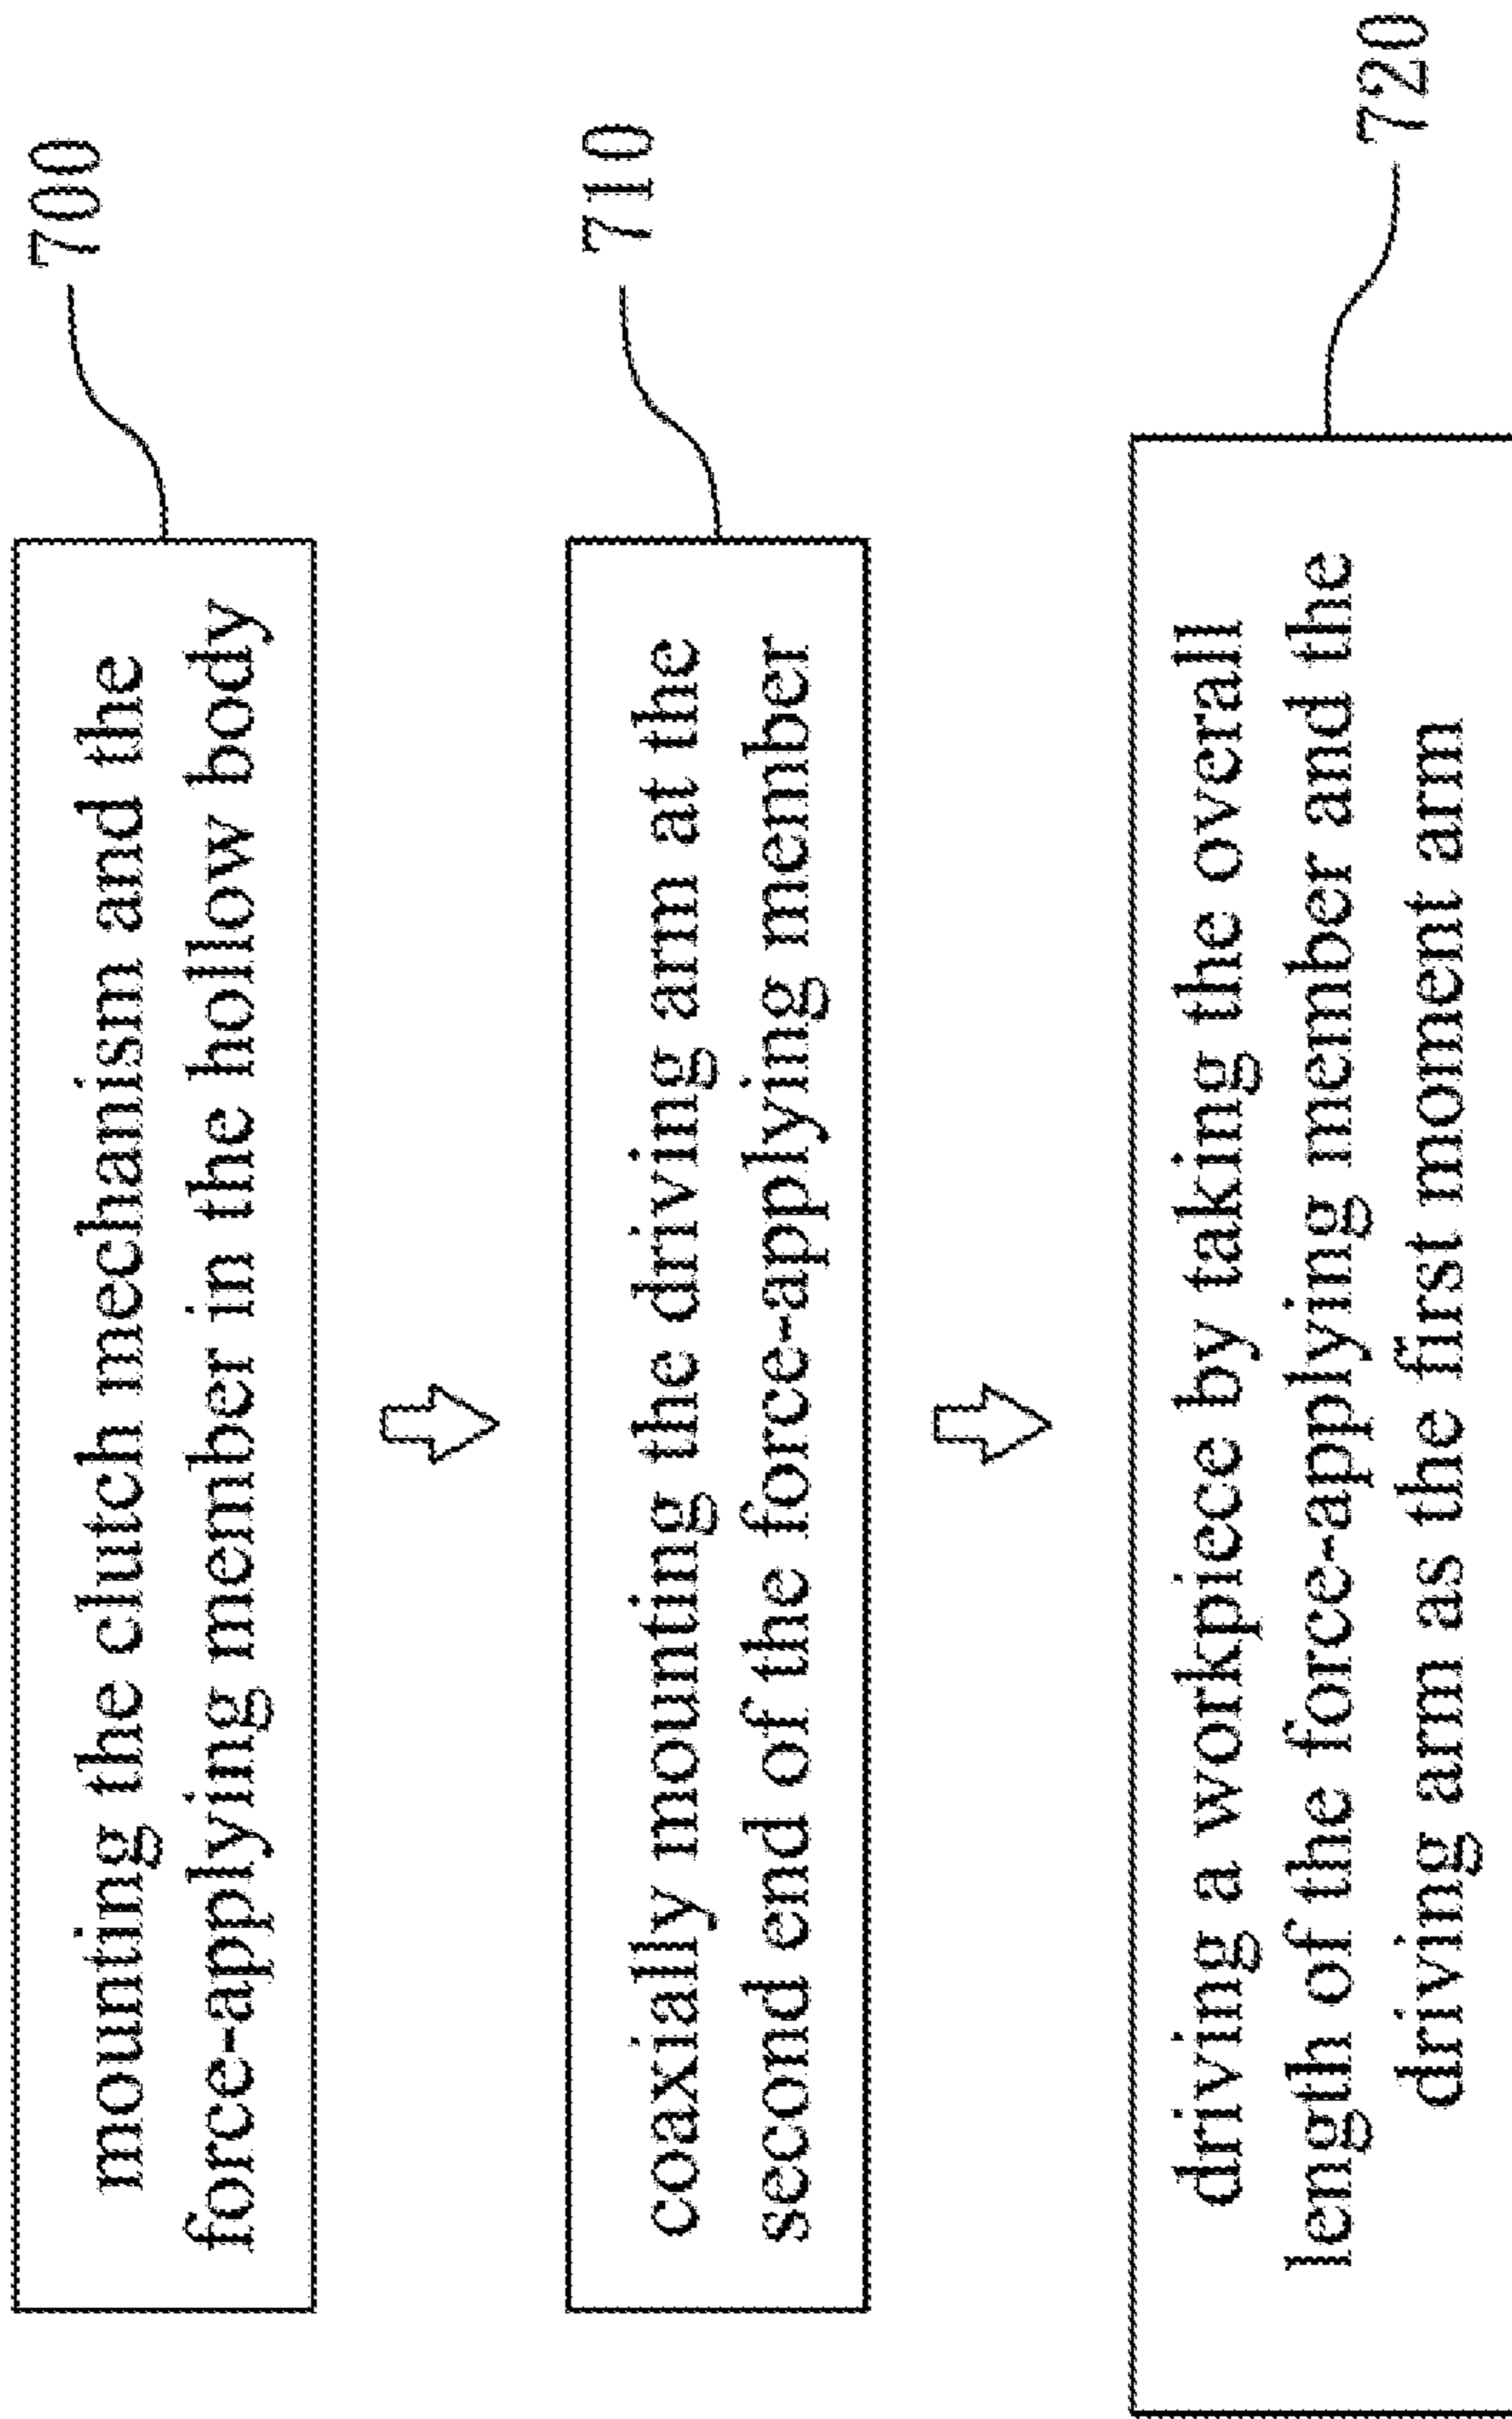 700
mounting the clutch mechanism and the
force-applying member in the hollow body
710
coaxially mounting the driving arm at the
second end of the force-applying member
720
driving a workpiece by taking the overall
length of the force-applying member and the
driving arm as the first moment arm